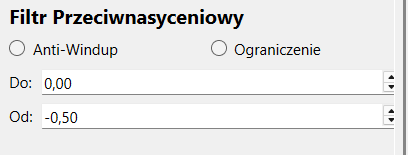 Filtr Przeciwnasyceniowy
Anti-Windup Ograniczenie
Do: 0,00
Od: -0,50